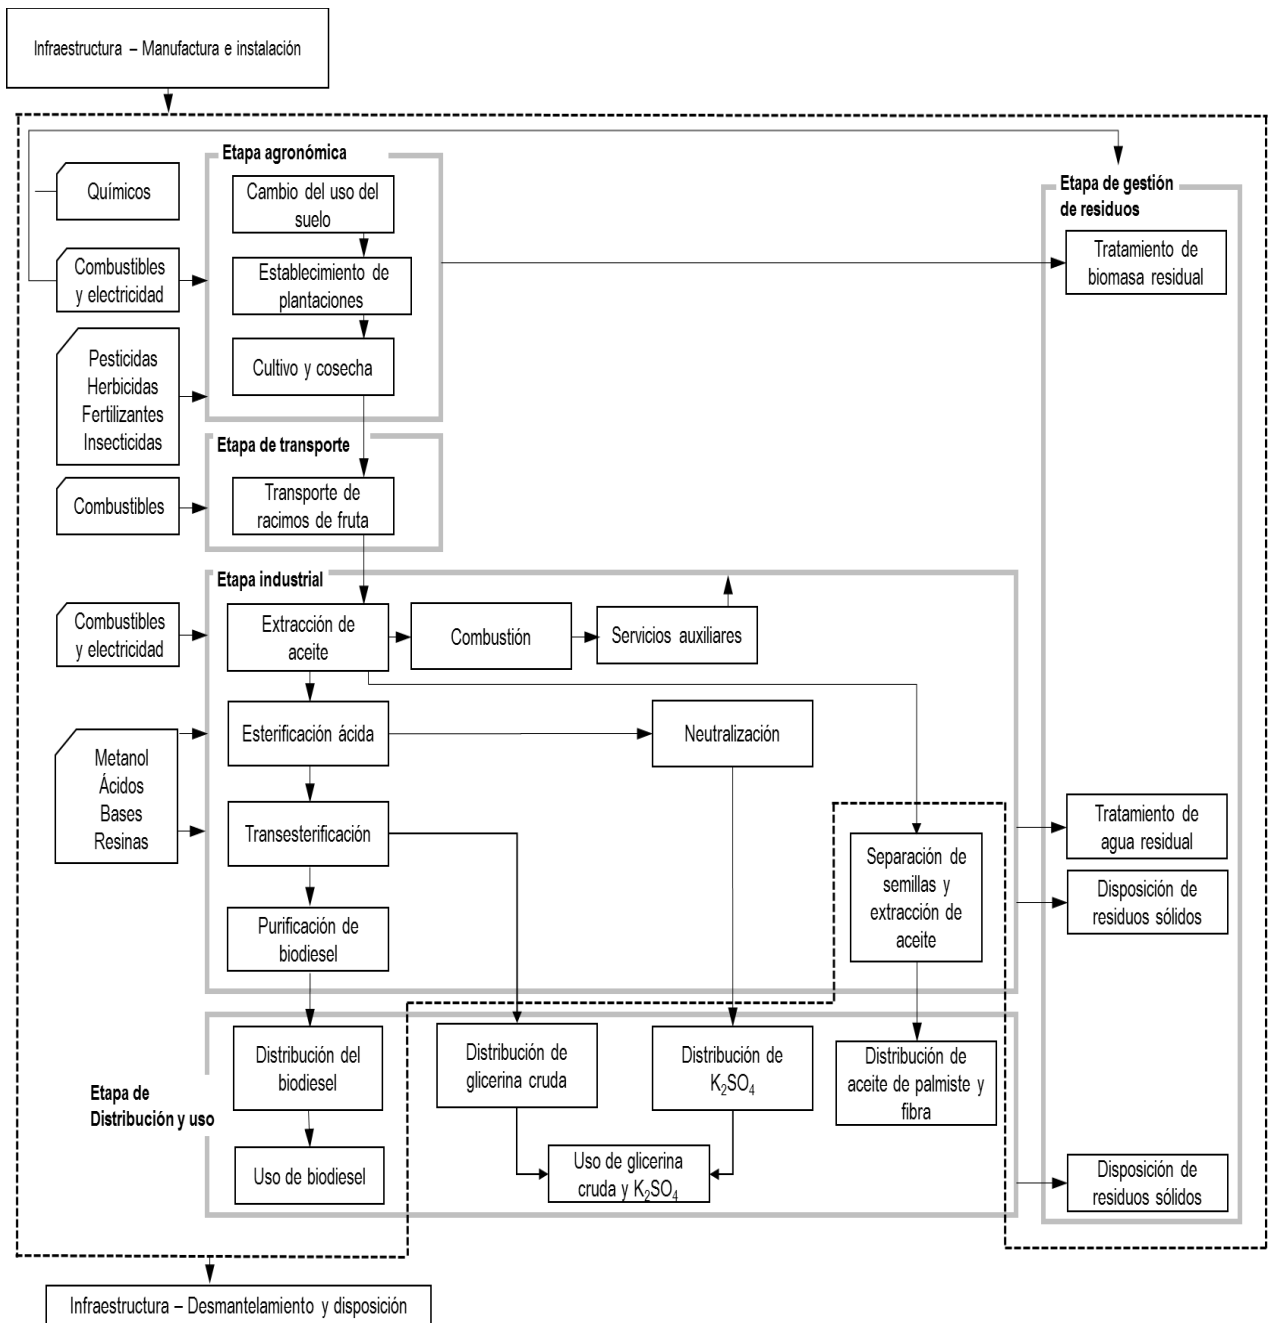 Infraestructura – Manufactura e instalación
Etapa agronómica
Químicos
Cambio del uso del
suelo
Etapa de gestión
de residuos
Combustibles
y electricidad
Establecimiento de
plantaciones
Tratamiento de
biomasa residual
Pesticidas
Herbicidas
Fertilizantes
Insecticidas
Cultivo y cosecha
Etapa de transporte
Combustibles
Transporte de
racimos de fruta
Etapa industrial
Combustibles
y electricidad
Extracción de
aceite
Combustión
Servicios auxiliares
Esterificación ácida
Neutralización
Metanol
Ácidos
Bases
Resinas
Transesterificación
Separación de
semillas y
extracción de
aceite
Tratamiento de
agua residual
Disposición de
residuos sólidos
Purificación de
biodiesel
Etapa de
Distribución y uso
Distribución del
biodiesel
Distribución de
glicerina cruda
Distribución de
K₂SO₄
Distribución de
aceite de palmiste y
fibra
Uso de biodiesel
Uso de glicerina
cruda y K₂SO₄
Disposición de
residuos sólidos
Infraestructura – Desmantelamiento y disposición